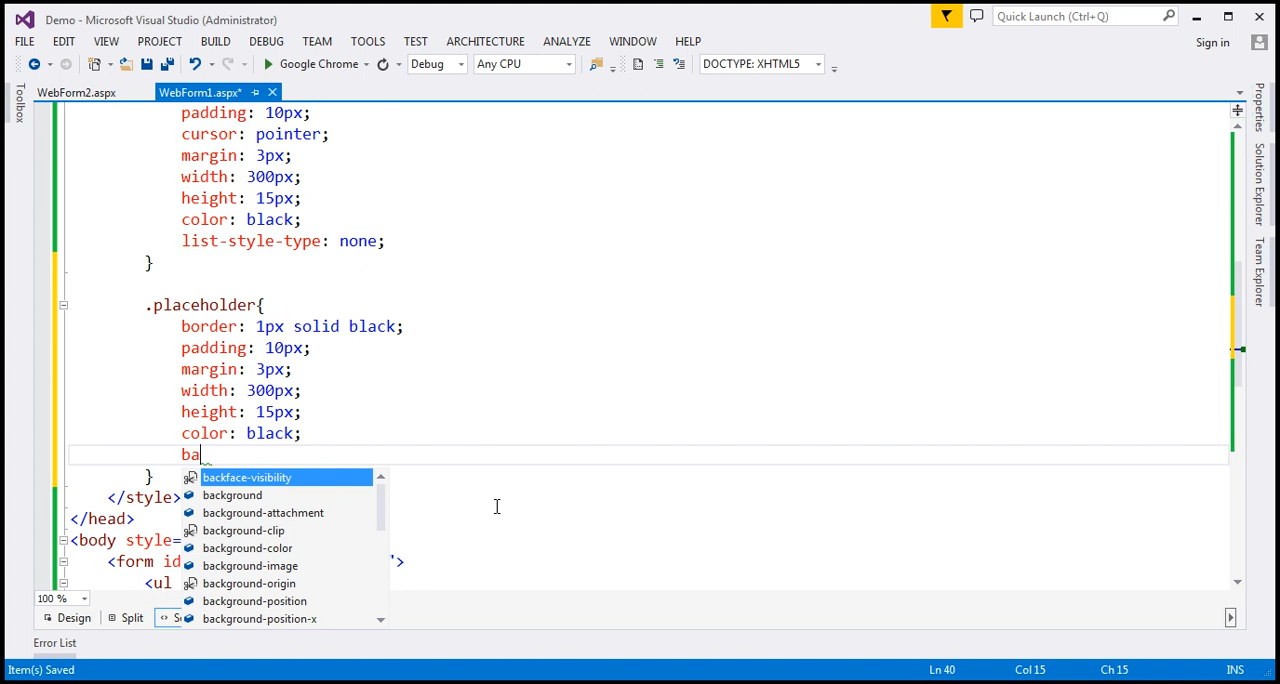 Demo - Microsoft Visual Studio (Administrator)
Quick Launch (Ctrl+Q)
FILE EDIT VIEW PROJECT BUILD DEBUG TEAM TOOLS TEST ARCHITECTURE ANALYZE WINDOW HELP
Sign in
Google Chrome
Debug
Any CPU
DOCTYPE: XHTML5
Toolbox
WebForm2.aspx
WebForm1.aspx*
Properties
Solution Explorer
Team Explorer
padding: 10px;
cursor: pointer;
margin: 3px;
width: 300px;
height: 15px;
color: black;
list-style-type: none;
}
.placeholder{
border: 1px solid black;
padding: 10px;
margin: 3px;
width: 300px;
height: 15px;
color: black;
ba
}
</style>
</head>
<body style=
<form id
">
<ul
backface-visibility
background
background-attachment
background-clip
background-color
background-image
background-origin
background-position
background-position-x
100 %
Design
Split
Error List
Item(s) Saved
Ln 40
Col 15
Ch 15
INS